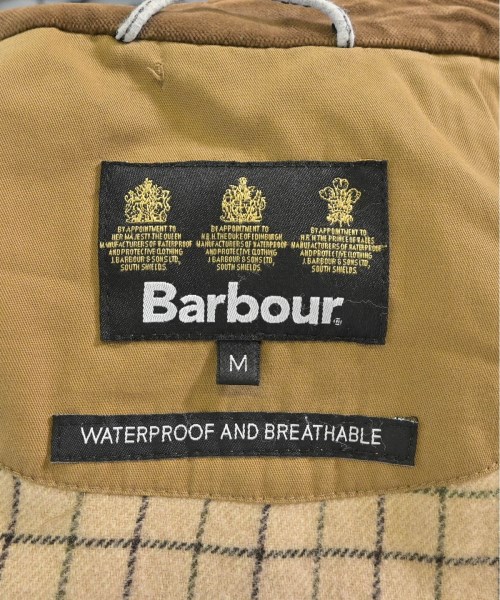 BY APPOINTMENT TO
HER MAJESTY THE QUEEN
MANUFACTURERS OF WATERPROOF
AND PROTECTIVE CLOTHING
J. BARBOUR & SONS LTD,
SOUTH SHIELDS.
BY APPOINTMENT TO
H.R.H. THE DUKE OF EDINBURGH
MANUFACTURERS OF WATERPROOF
AND PROTECTIVE CLOTHING
J. BARBOUR & SONS LTD,
SOUTH SHIELDS.
BY APPOINTMENT TO
H.R.H. THE PRINCE OF WALES
MANUFACTURERS OF WATERPROOF
AND PROTECTIVE CLOTHING
J. BARBOUR & SONS LTD,
SOUTH SHIELDS.
Barbour
M
WATERPROOF AND BREATHABLE